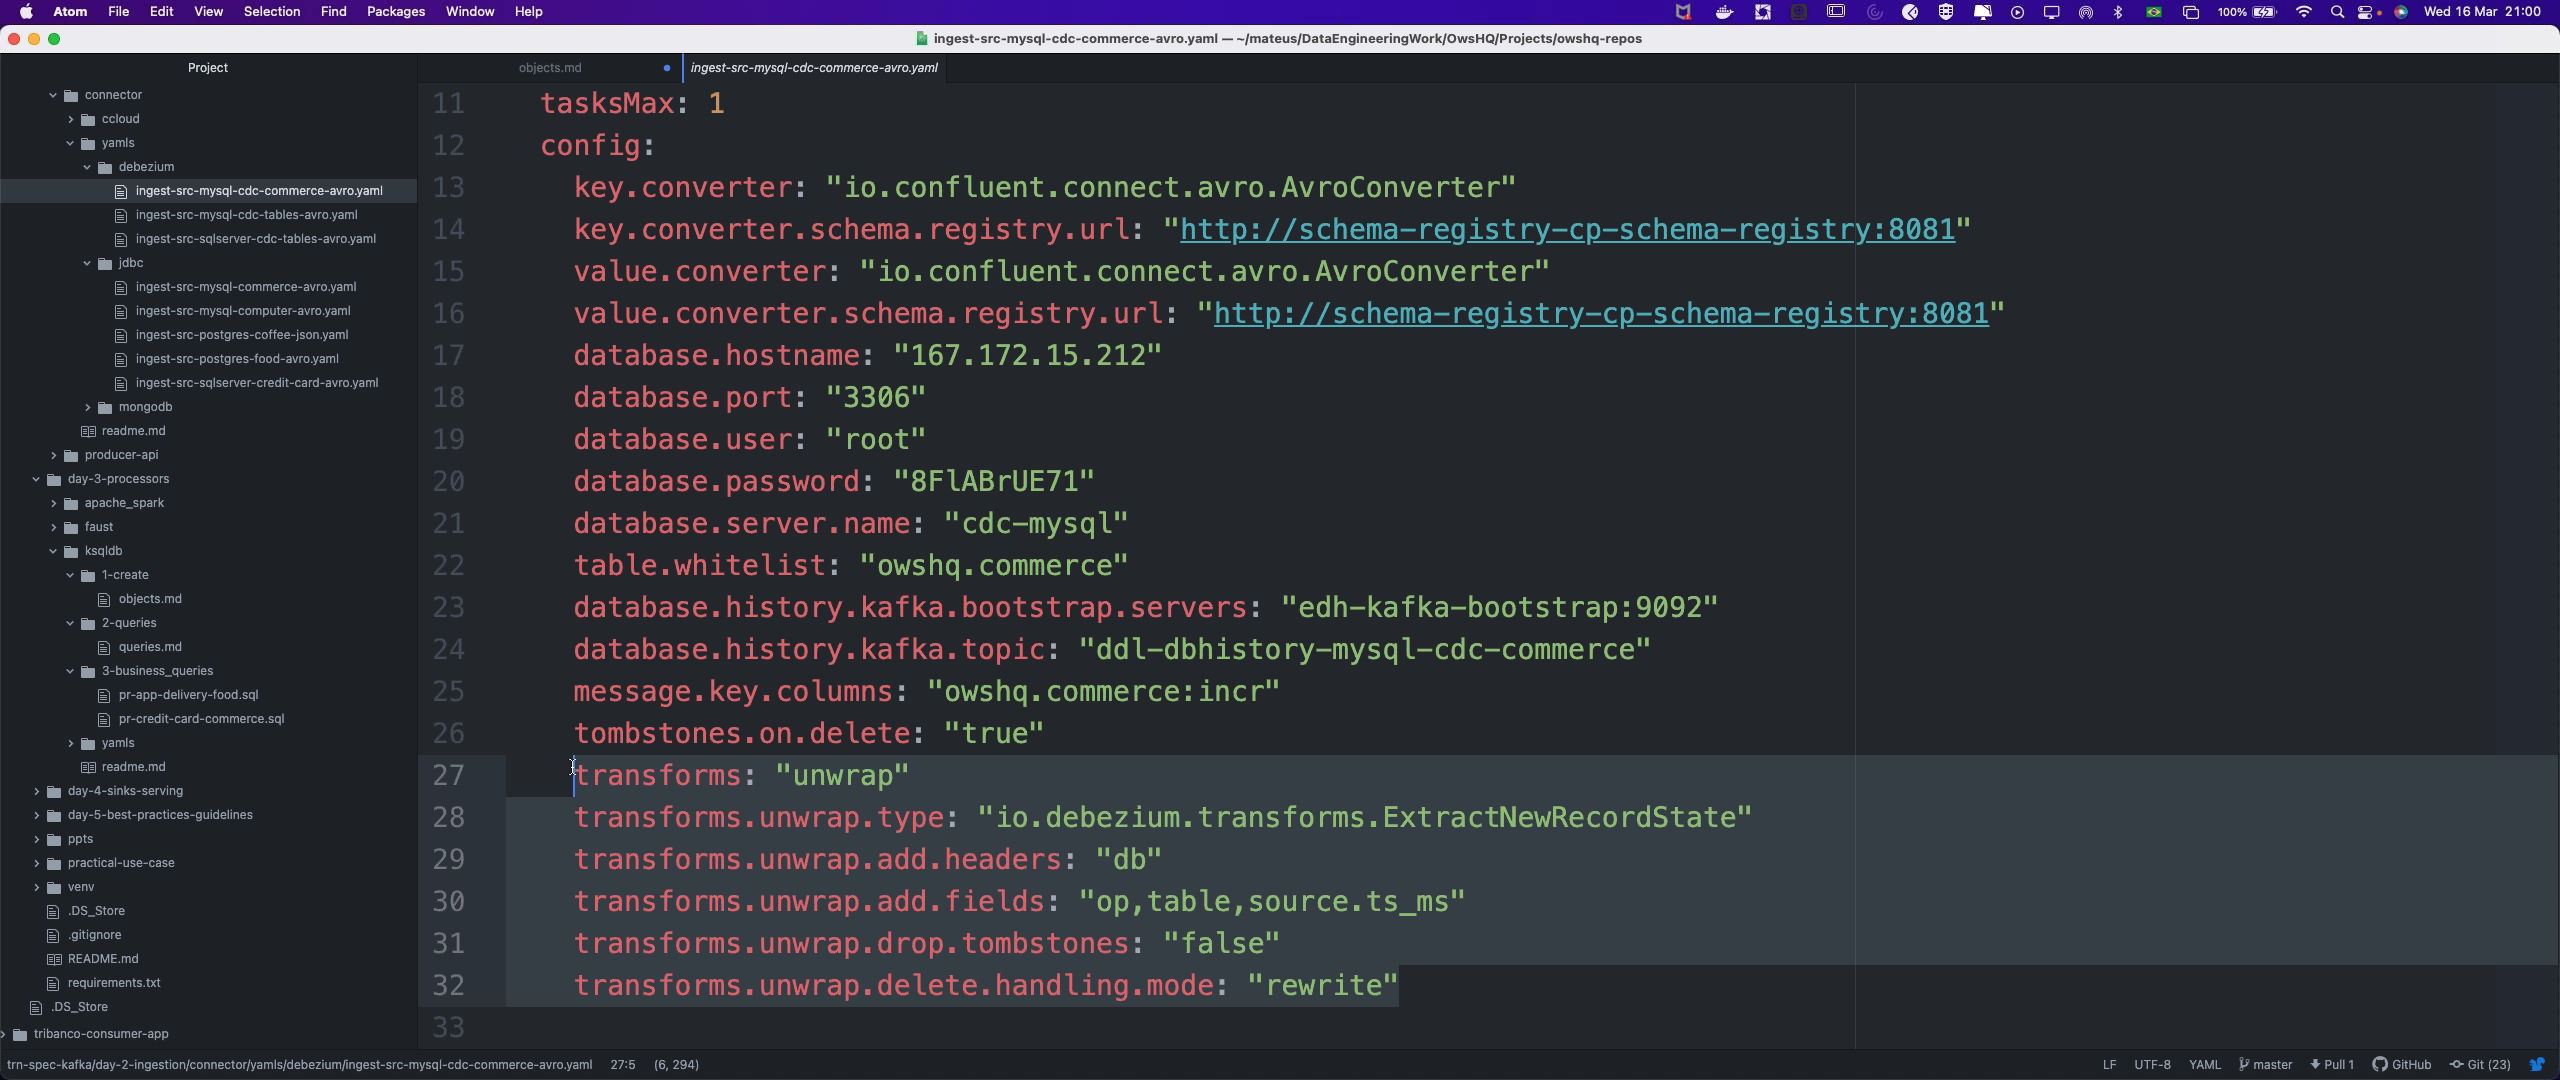 Atom File Edit View Selection Find Packages Window Help 100% Wed 16 Mar 21:00
ingest-src-mysql-cdc-commerce-avro.yaml — ~/mateus/DataEngineeringWork/OwsHQ/Projects/owshq-repos
Project
objects.md ingest-src-mysql-cdc-commerce-avro.yaml
connector
ccloud
yamls
debezium
ingest-src-mysql-cdc-commerce-avro.yaml
ingest-src-mysql-cdc-tables-avro.yaml
ingest-src-sqlserver-cdc-tables-avro.yaml
jdbc
ingest-src-mysql-commerce-avro.yaml
ingest-src-mysql-computer-avro.yaml
ingest-src-postgres-coffee-json.yaml
ingest-src-postgres-food-avro.yaml
ingest-src-sqlserver-credit-card-avro.yaml
mongodb
readme.md
producer-api
day-3-processors
apache_spark
faust
ksqldb
1-create
objects.md
2-queries
queries.md
3-business_queries
pr-app-delivery-food.sql
pr-credit-card-commerce.sql
yamls
readme.md
day-4-sinks-serving
day-5-best-practices-guidelines
ppts
practical-use-case
venv
.DS_Store
.gitignore
README.md
requirements.txt
.DS_Store
tribanco-consumer-app
11 tasksMax: 1
12 config:
13 key.converter: "io.confluent.connect.avro.AvroConverter"
14 key.converter.schema.registry.url: "http://schema-registry-cp-schema-registry:8081"
15 value.converter: "io.confluent.connect.avro.AvroConverter"
16 value.converter.schema.registry.url: "http://schema-registry-cp-schema-registry:8081"
17 database.hostname: "167.172.15.212"
18 database.port: "3306"
19 database.user: "root"
20 database.password: "8FlABrUE71"
21 database.server.name: "cdc-mysql"
22 table.whitelist: "owshq.commerce"
23 database.history.kafka.bootstrap.servers: "edh-kafka-bootstrap:9092"
24 database.history.kafka.topic: "ddl-dbhistory-mysql-cdc-commerce"
25 message.key.columns: "owshq.commerce:incr"
26 tombstones.on.delete: "true"
27 transforms: "unwrap"
28 transforms.unwrap.type: "io.debezium.transforms.ExtractNewRecordState"
29 transforms.unwrap.add.headers: "db"
30 transforms.unwrap.add.fields: "op,table,source.ts_ms"
31 transforms.unwrap.drop.tombstones: "false"
32 transforms.unwrap.delete.handling.mode: "rewrite"
33
trn-spec-kafka/day-2-ingestion/connector/yamls/debezium/ingest-src-mysql-cdc-commerce-avro.yaml 27:5 (6, 294) LF UTF-8 YAML master Pull 1 GitHub Git (23)